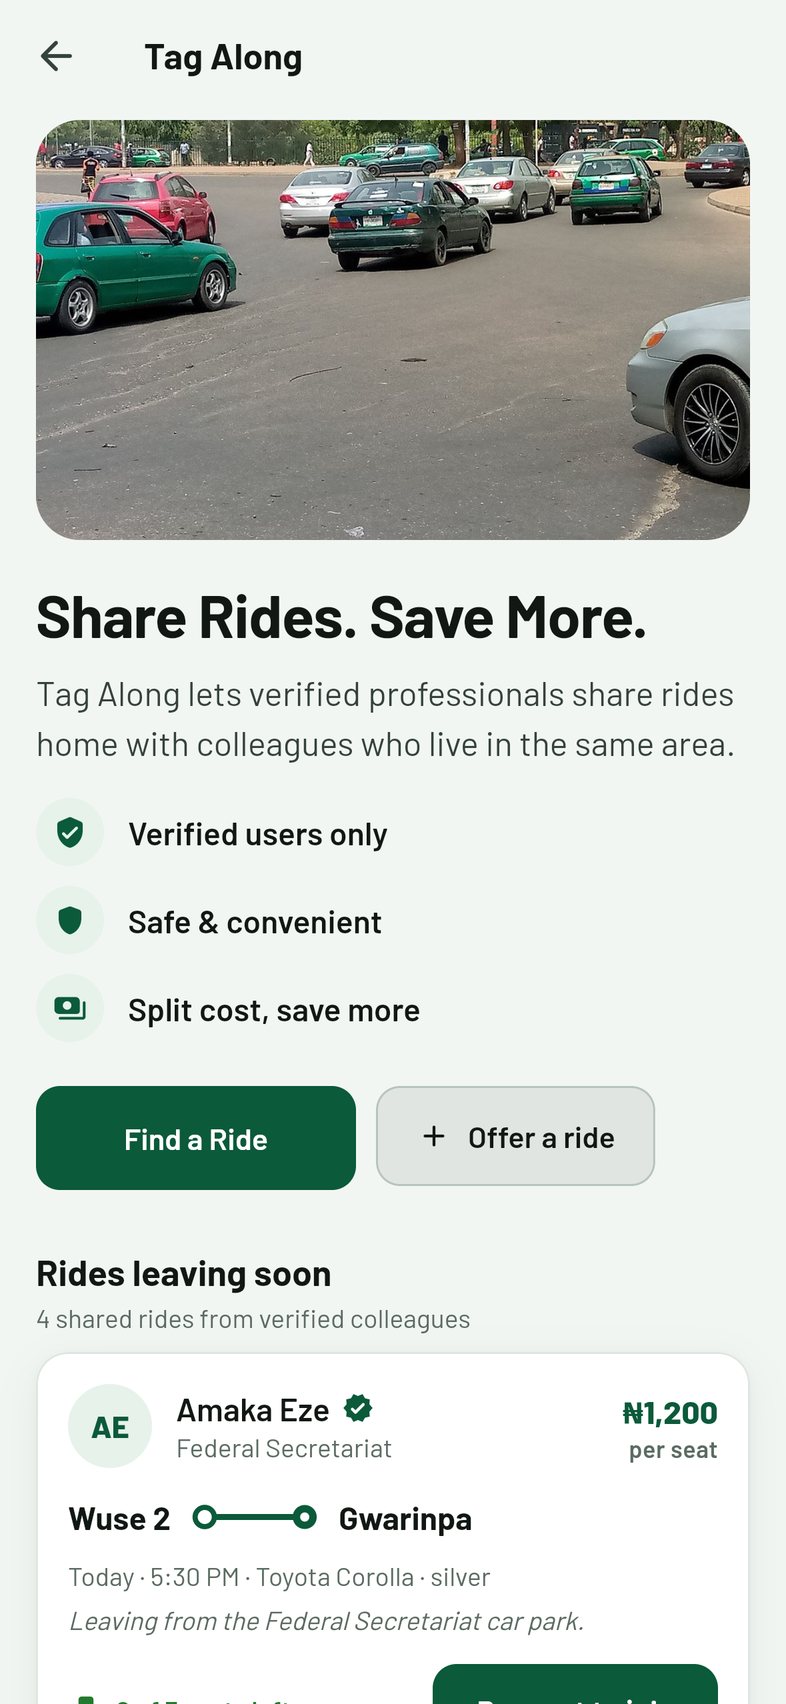 Tag Along
Share Rides. Save More.
Tag Along lets verified professionals share rides
home with colleagues who live in the same area.
Verified users only
Safe & convenient
Split cost, save more
Find a Ride
+ Offer a ride
Rides leaving soon
4 shared rides from verified colleagues
AE
Amaka Eze
₦1,200
Federal Secretariat
per seat
Wuse 2
Gwarinpa
Today · 5:30 PM · Toyota Corolla · silver
Leaving from the Federal Secretariat car park.